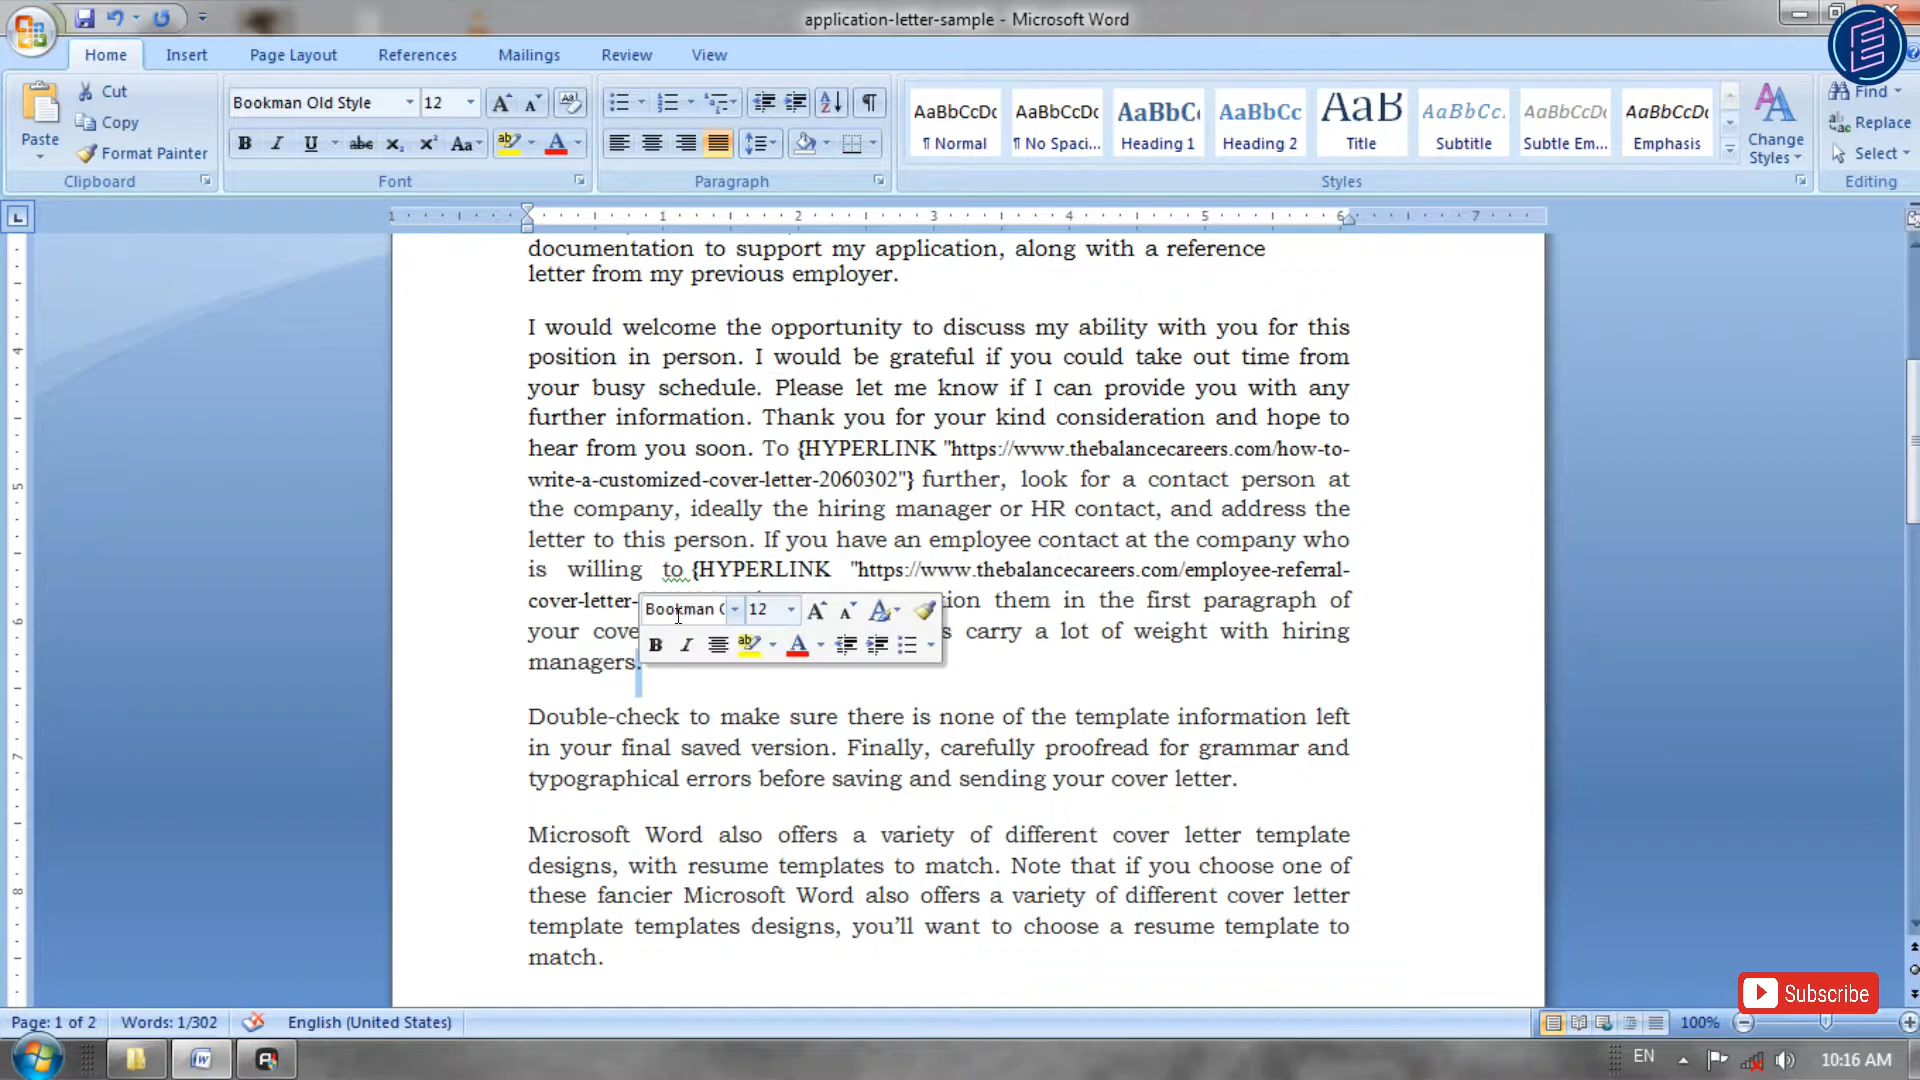 application-letter-sample - Microsoft Word
Home Insert Page Layout References Mailings Review View
Paste
Cut
Copy
Format Painter
Clipboard
Bookman Old Style 12
Font
Paragraph
AaBbCcDc AaBbCcDc AaBbC AaBbCc AaB AaBbCc. AaBbCcDc AaBbCcDc
¶ Normal ¶ No Spaci... Heading 1 Heading 2 Title Subtitle Subtle Em... Emphasis
Change Styles
Styles
Find
Replace
Select
Editing
1 1 2 3 4 5 6 7
documentation to support my application, along with a reference
letter from my previous employer.
I would welcome the opportunity to discuss my ability with you for this
position in person. I would be grateful if you could take out time from
your busy schedule. Please let me know if I can provide you with any
further information. Thank you for your kind consideration and hope to
hear from you soon. To {HYPERLINK "https://www.thebalancecareers.com/how-to-
write-a-customized-cover-letter-2060302"} further, look for a contact person at
the company, ideally the hiring manager or HR contact, and address the
letter to this person. If you have an employee contact at the company who
is willing to {HYPERLINK "https://www.thebalancecareers.com/employee-referral-
cover-letter- ion them in the first paragraph of
your cove s carry a lot of weight with hiring
managers.
Bookman 12
Double-check to make sure there is none of the template information left
in your final saved version. Finally, carefully proofread for grammar and
typographical errors before saving and sending your cover letter.
Microsoft Word also offers a variety of different cover letter template
designs, with resume templates to match. Note that if you choose one of
these fancier Microsoft Word also offers a variety of different cover letter
template templates designs, you'll want to choose a resume template to
match.
4
5
6
7
8
Subscribe
Page: 1 of 2 Words: 1/302 English (United States) 100%
EN 10:16 AM